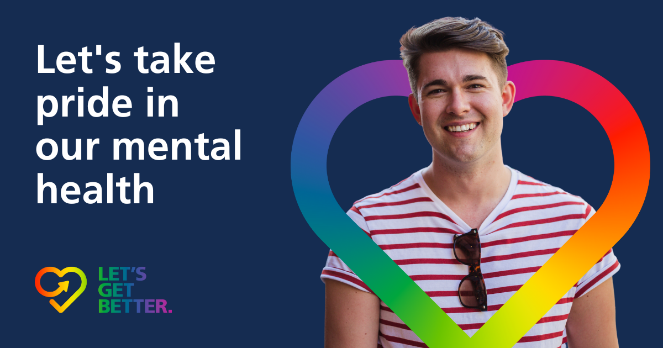 Let's take
pride in
our mental
health
LET'S
GET
BETTER.